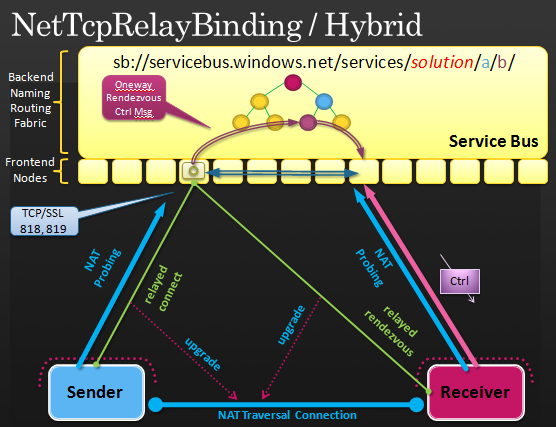 NetTcpRelayBinding / Hybrid
sb://servicebus.windows.net/services/solution/a/b/
Backend
Naming
Routing
Fabric
Oneway
Rendezvous
Ctrl Msg
Service Bus
Frontend
Nodes
TCP/SSL
818,819
NAT
Probing
relayed
connect
NAT
Probing
Ctrl
upgrade
upgrade
relayed
rendezvous
Sender
Receiver
NAT Traversal Connection